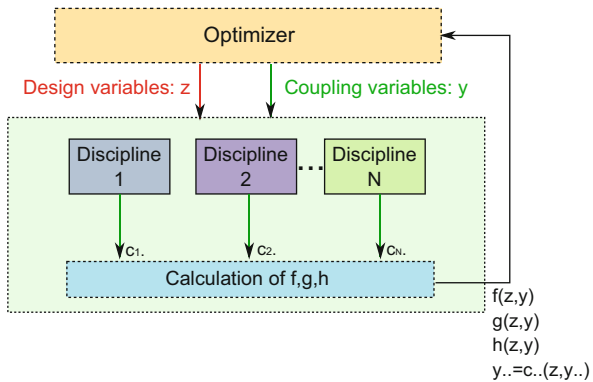 Optimizer
Design variables: z
Coupling variables: y
Discipline
1
Discipline
2
...
Discipline
N
c1.
c2.
cN.
Calculation of f,g,h
f(z,y)
g(z,y)
h(z,y)
y..=c..(z,y..)